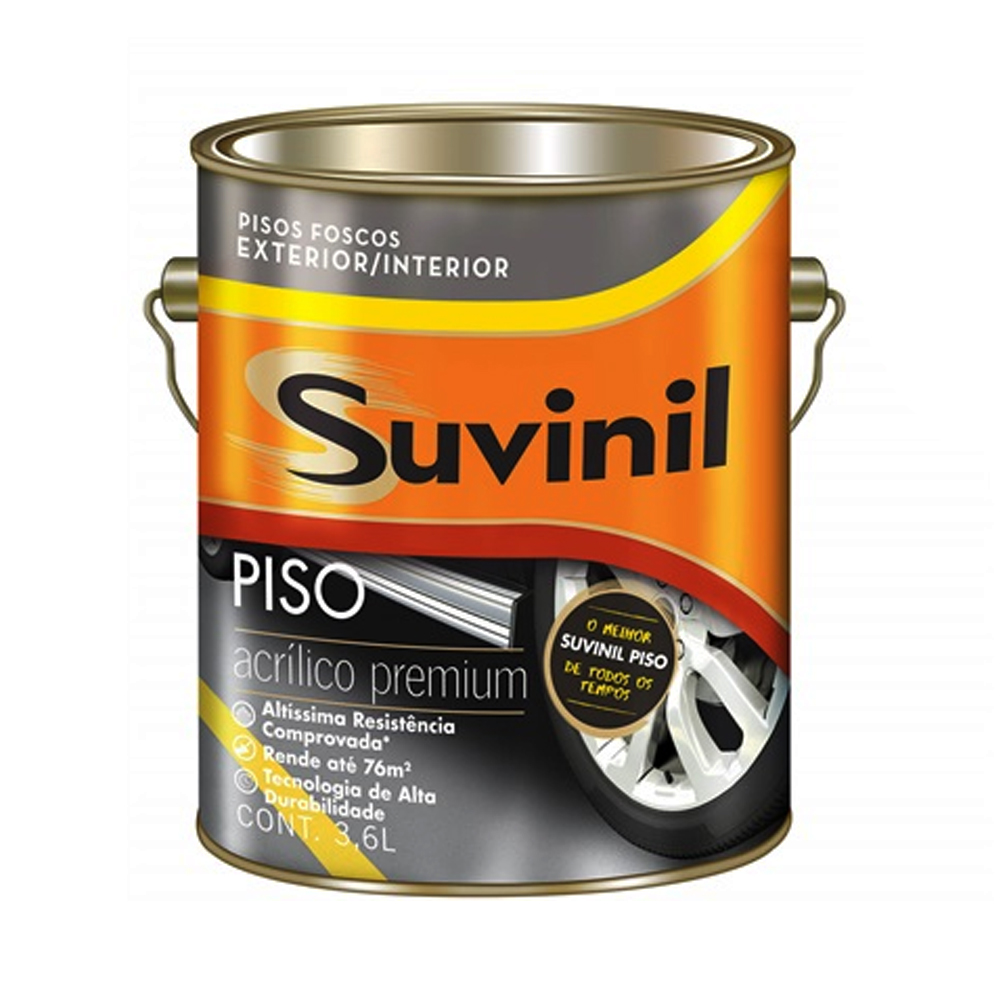 PISOS FOSCOS
EXTERIOR/INTERIOR
Suvinil
PISO
acrílico premium
O MELHOR
SUVINIL PISO
DE TODOS OS
TEMPOS
Altíssima Resistência
Comprovada*
Rende até 76m²
Tecnologia de Alta
Durabilidade
CONT. 3,6L